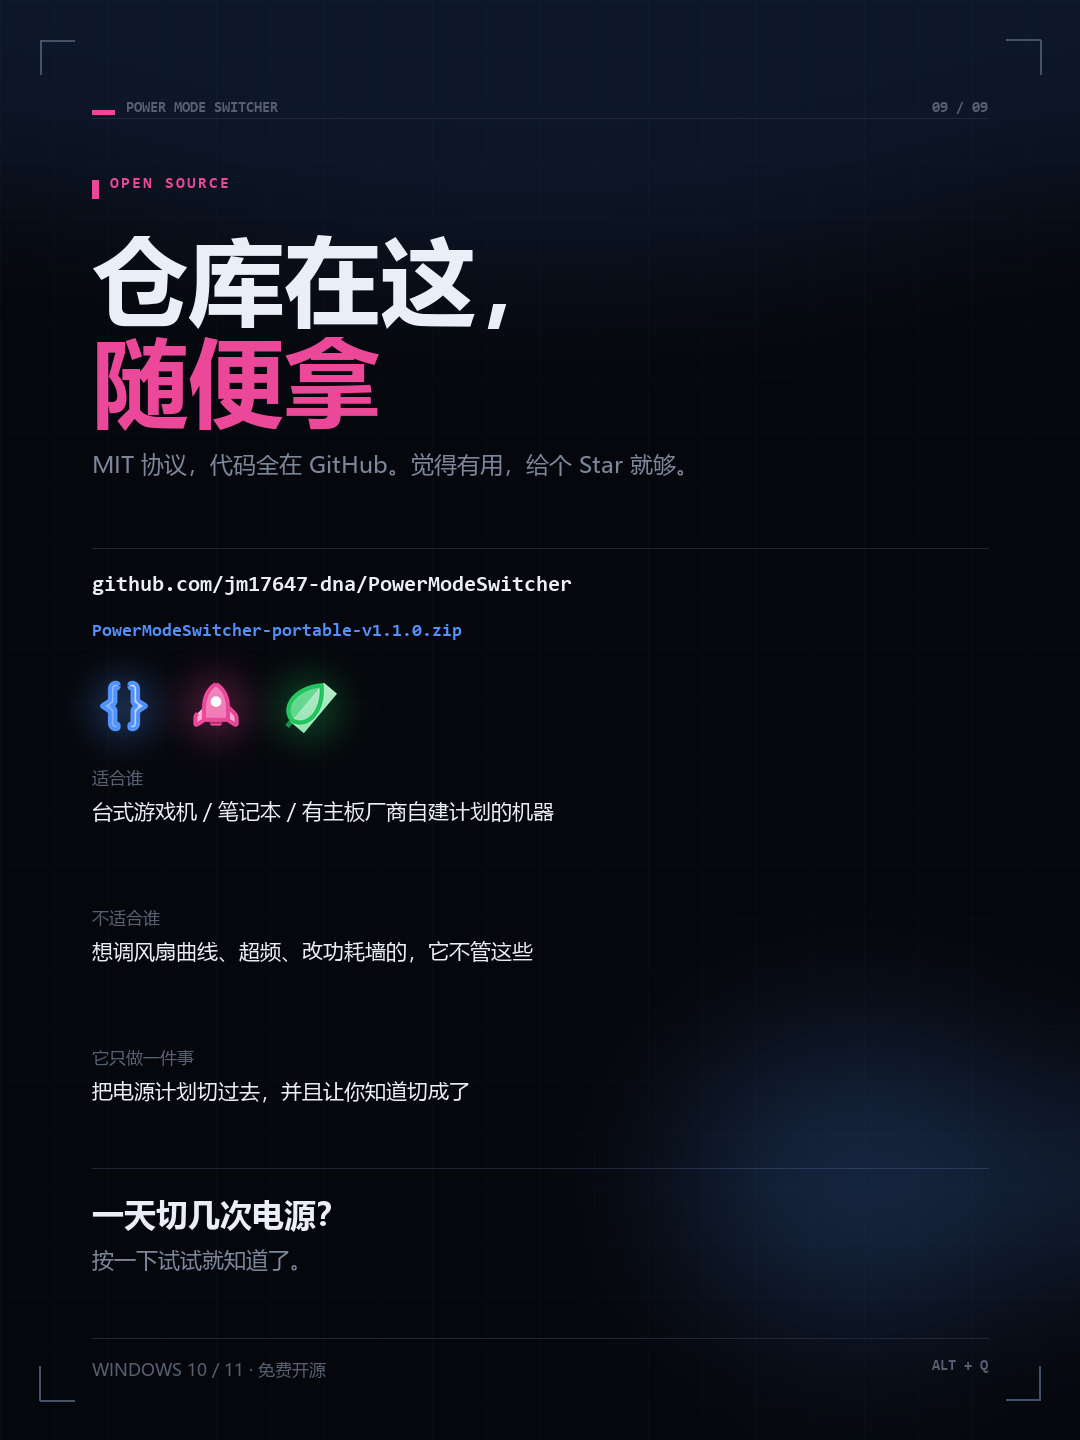 POWER MODE SWITCHER
09 / 09
OPEN SOURCE
仓库在这，
随便拿
MIT 协议，代码全在 GitHub。觉得有用，给个 Star 就够。
github.com/jm17647-dna/PowerModeSwitcher
PowerModeSwitcher-portable-v1.1.0.zip
适合谁
台式游戏机 / 笔记本 / 有主板厂商自建计划的机器
不适合谁
想调风扇曲线、超频、改功耗墙的，它不管这些
它只做一件事
把电源计划切过去，并且让你知道切成了
一天切几次电源？
按一下试试就知道了。
WINDOWS 10 / 11 · 免费开源
ALT + Q